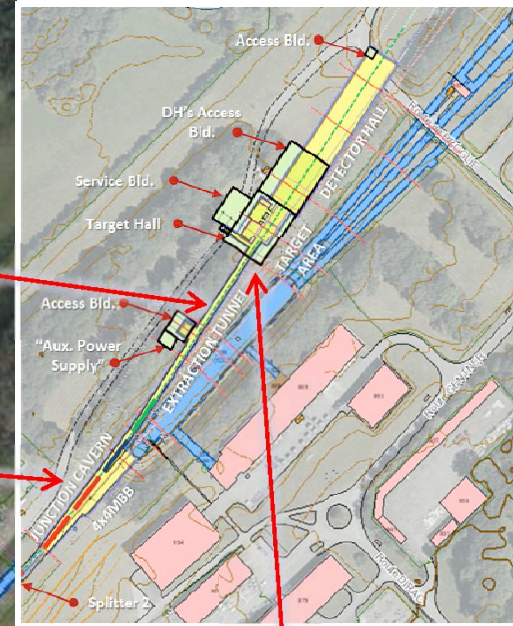 Access Bld.
DH's Access
Bld.
Service Bld.
Target Hall
DETECTOR HALL
TARGET
AREA
Access Bld.
"Aux. Power
Supply"
EXTRACTION TUNNEL
JUNCTION CAVERN
4x4MBB
Splitter 2